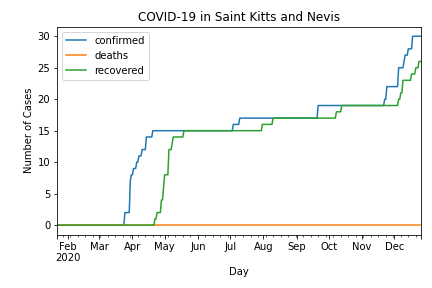 COVID-19 in Saint Kitts and Nevis
confirmed
deaths
recovered
Number of Cases
30
25
20
15
10
5
0
Feb Mar Apr May Jun Jul Aug Sep Oct Nov Dec
2020
Day